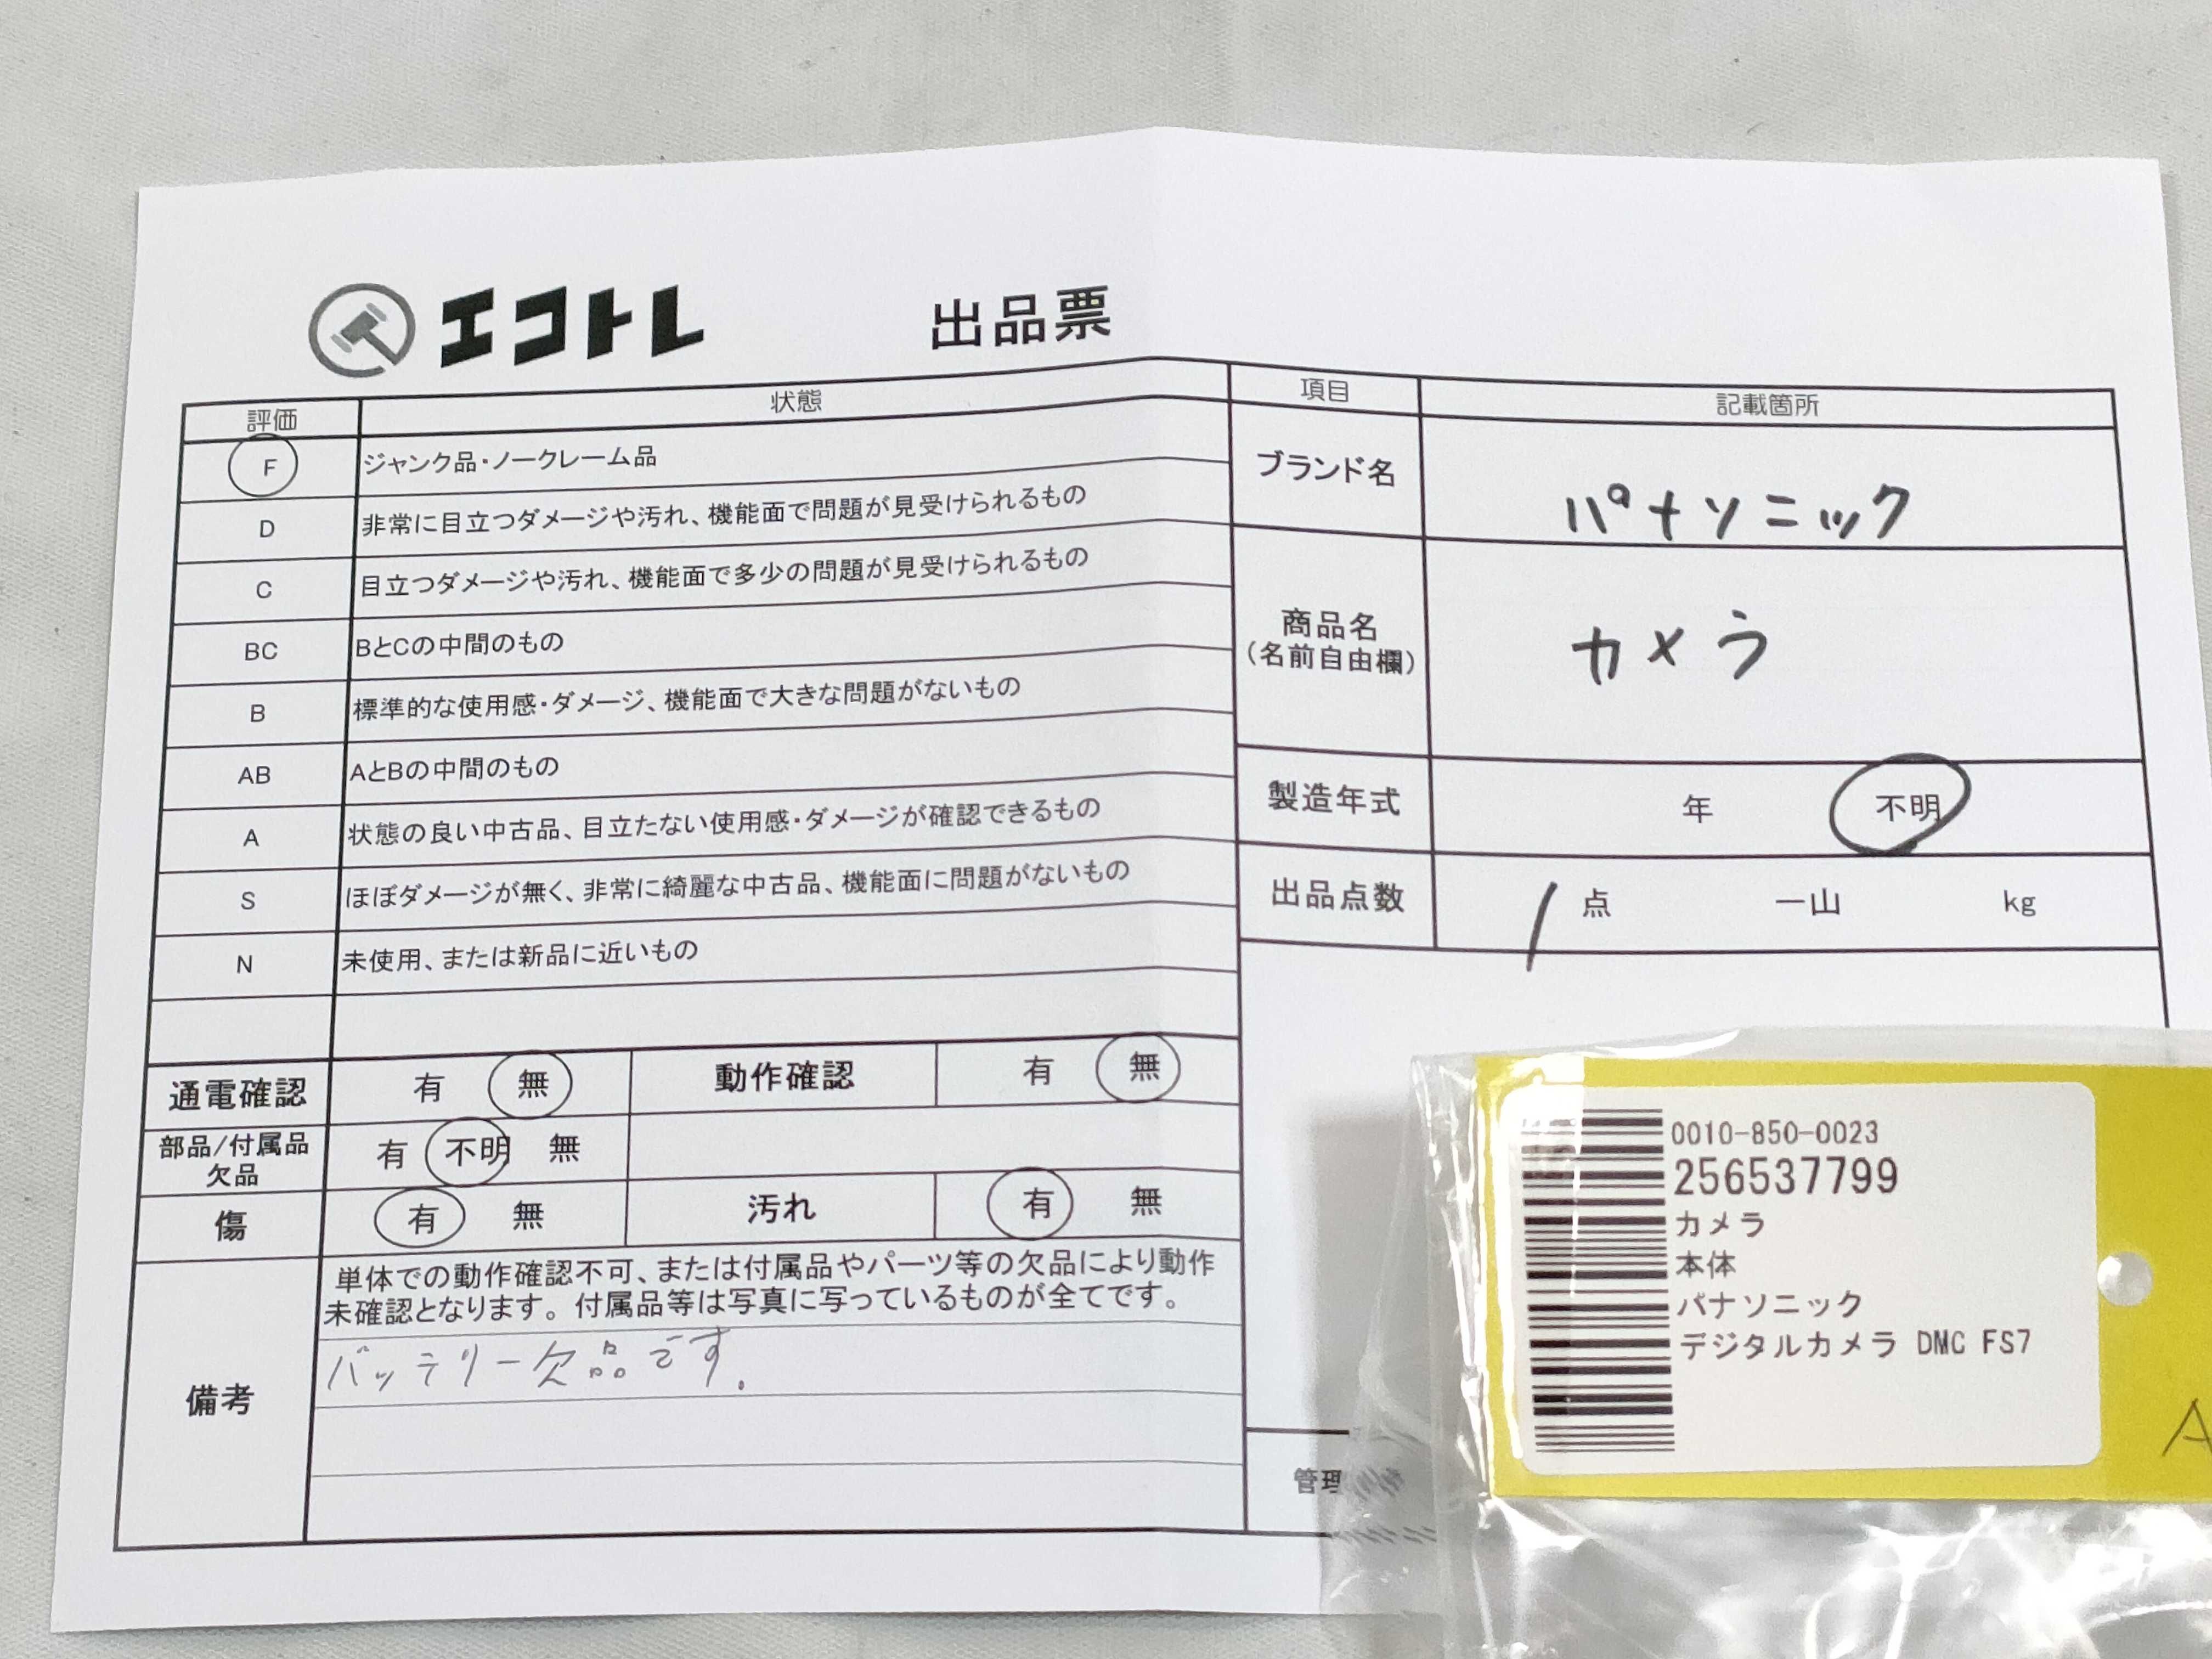 エコトレ 出品票
評価 状態
F ジャンク品・ノークレーム品
D 非常に目立つダメージや汚れ、機能面で問題が見受けられるもの
C 目立つダメージや汚れ、機能面で多少の問題が見受けられるもの
BC BとCの中間のもの
B 標準的な使用感・ダメージ、機能面で大きな問題がないもの
AB AとBの中間のもの
A 状態の良い中古品、目立たない使用感・ダメージが確認できるもの
S ほぼダメージが無く、非常に綺麗な中古品、機能面に問題がないもの
N 未使用、または新品に近いもの
通電確認 有 無 動作確認 有 無
部品/付属品
欠品 有 不明 無
傷 有 無 汚れ 有 無
備考
単体での動作確認不可、または付属品やパーツ等の欠品により動作
未確認となります。付属品等は写真に写っているものが全てです。
バッテリー欠品です.
項目 記載箇所
ブランド名 パナソニック
商品名
(名前自由欄) カメラ
製造年式 年 不明
出品点数 1 点 一山 kg
管理
0010-850-0023
256537799
カメラ
本体
パナソニック
デジタルカメラ DMC FS7
A